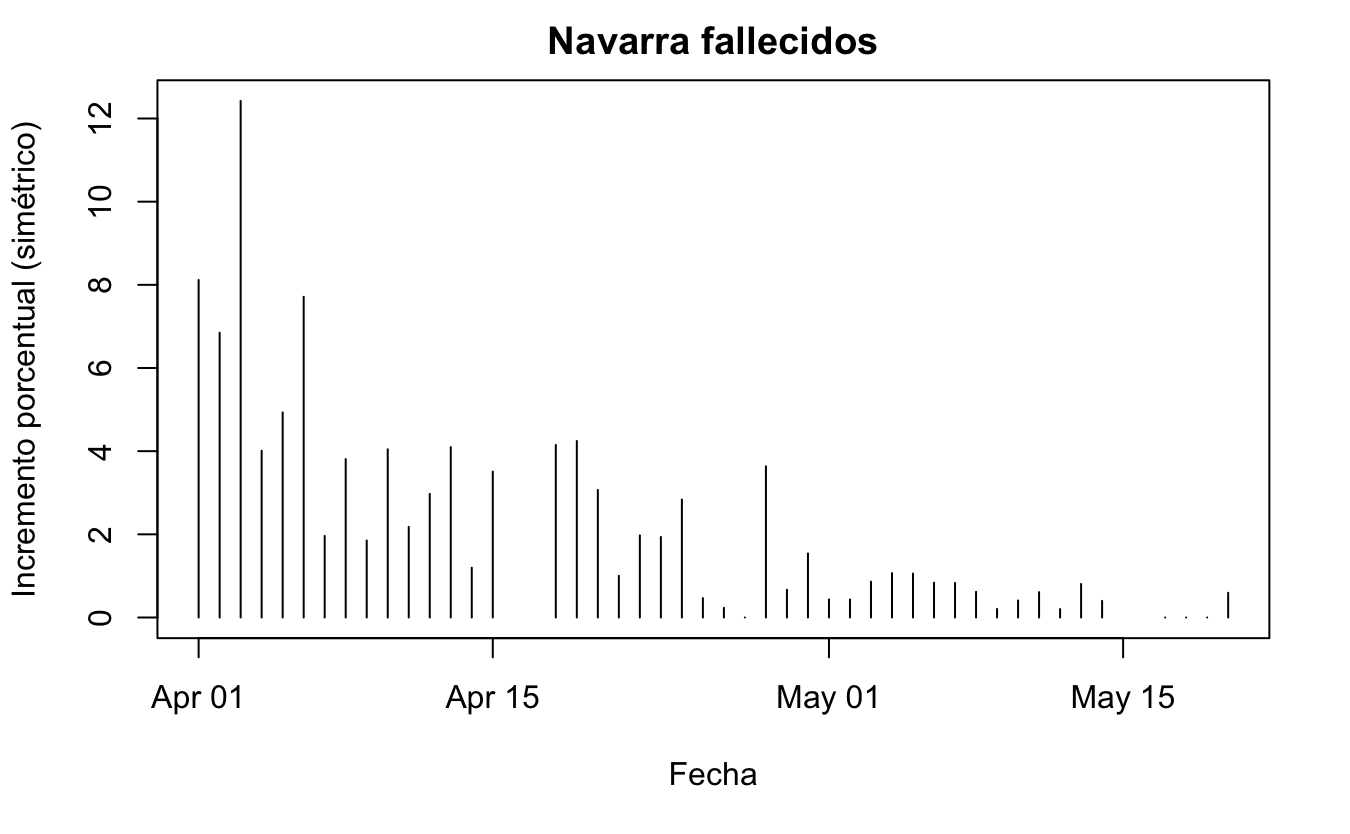 Navarra fallecidos
Incremento porcentual (simétrico)
12
10
8
6
4
2
0
Apr 01 Apr 15 May 01 May 15
Fecha